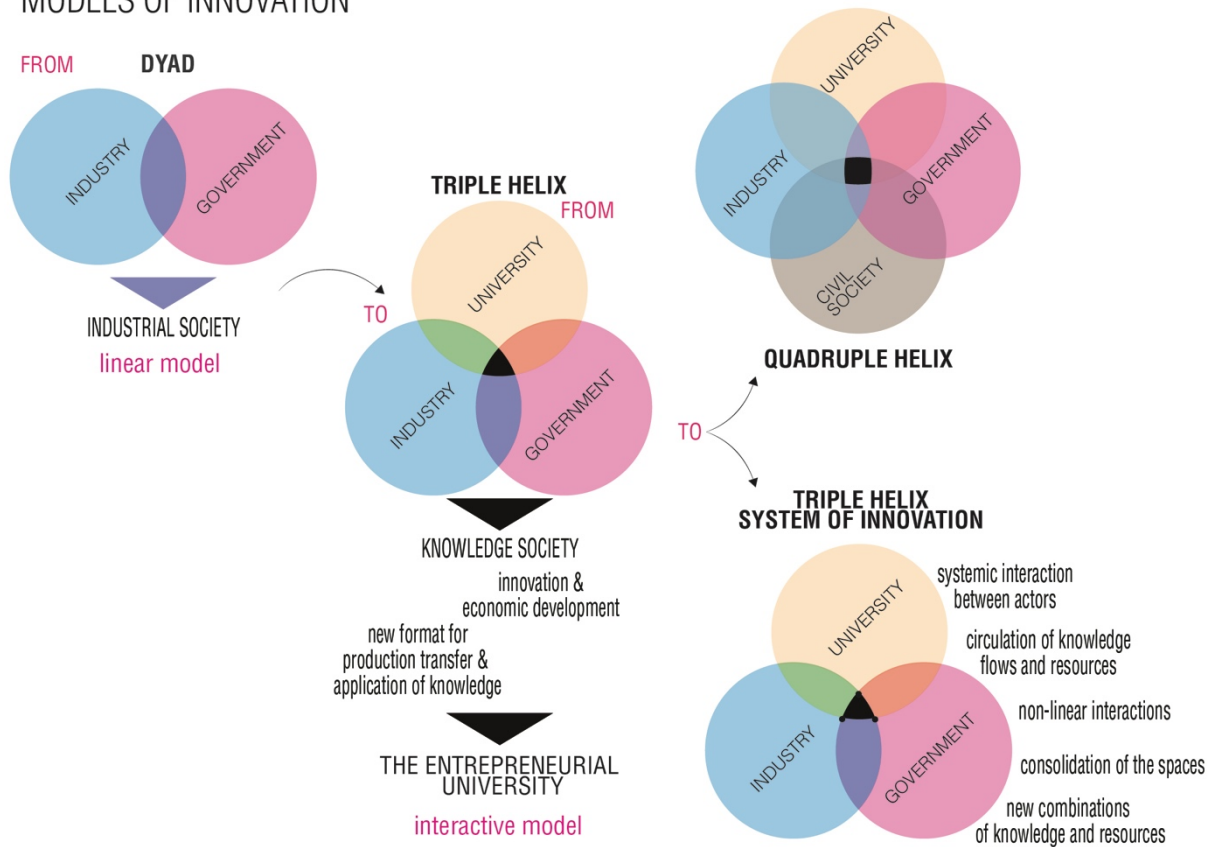 MODELS OF INNOVATION
FROM
DYAD
INDUSTRY
GOVERNMENT
INDUSTRIAL SOCIETY
linear model
TO
TRIPLE HELIX
FROM
UNIVERSITY
INDUSTRY
GOVERNMENT
KNOWLEDGE SOCIETY
innovation &
economic development
new format for
production transfer &
application of knowledge
THE ENTREPRENEURIAL
UNIVERSITY
interactive model
TO
UNIVERSITY
INDUSTRY
GOVERNMENT
CIVIL
SOCIETY
QUADRUPLE HELIX
TRIPLE HELIX
SYSTEM OF INNOVATION
UNIVERSITY
INDUSTRY
GOVERNMENT
systemic interaction
between actors
circulation of knowledge
flows and resources
non-linear interactions
consolidation of the spaces
new combinations
of knowledge and resources